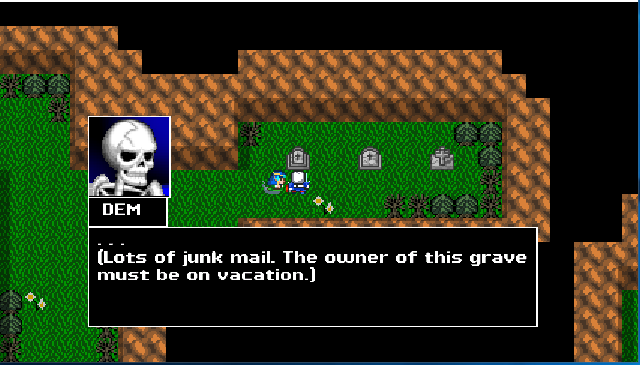 DEM
. . .
(Lots of junk mail. The owner of this grave
must be on vacation.)